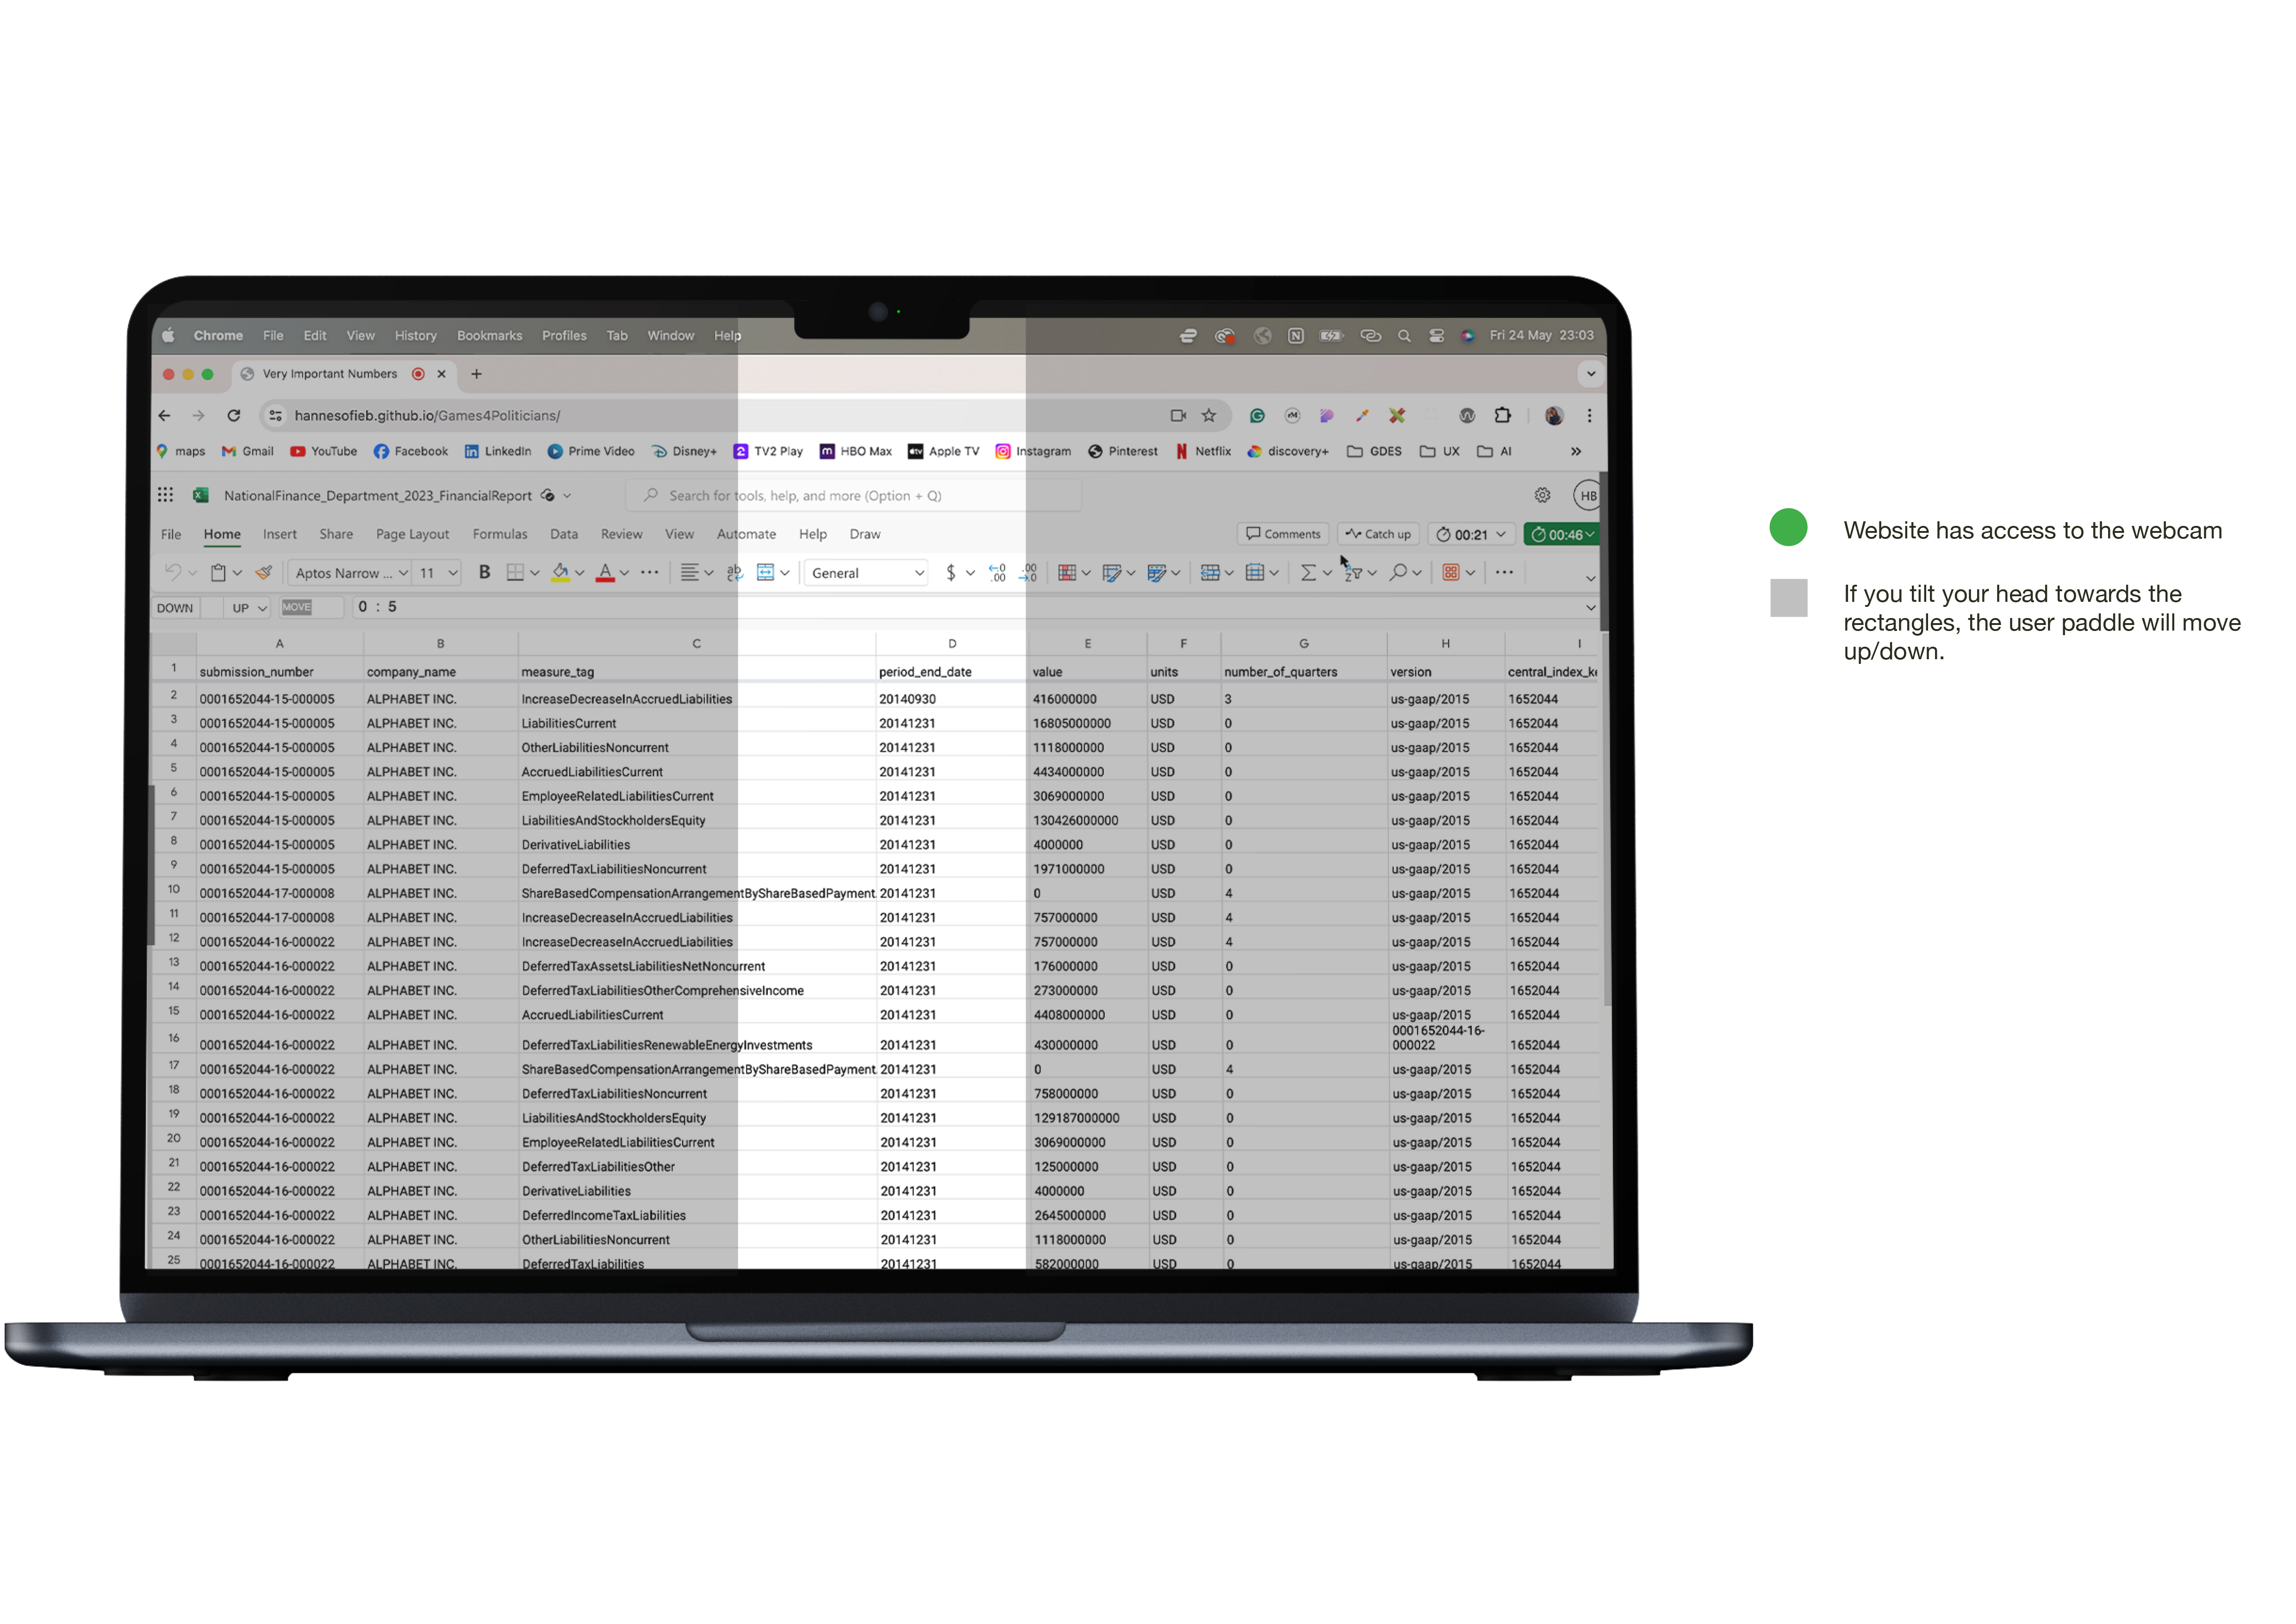 Chrome File Edit View History Bookmarks Profiles Tab Window Help Fri 24 May 23:03
Very Important Numbers
hannesofieb.github.io/Games4Politicians/
maps Gmail YouTube Facebook LinkedIn Prime Video Disney+ TV2 Play HBO Max Apple TV Instagram Pinterest Netflix discovery+ GDES UX AI
NationalFinance_Department_2023_FinancialReport Search for tools, help, and more (Option + Q) HB
File Home Insert Share Page Layout Formulas Data Review View Automate Help Draw Comments Catch up 00:21 00:46
Aptos Narrow ... 11 B A ... ab General $ .00 .00 ...
DOWN UP MOVE 0 : 5
A B C D E F G H I
1 submission_number company_name measure_tag period_end_date value units number_of_quarters version central_index_k
2 0001652044-15-000005 ALPHABET INC. IncreaseDecreaseInAccruedLiabilities 20140930 416000000 USD 3 us-gaap/2015 1652044
3 0001652044-15-000005 ALPHABET INC. LiabilitiesCurrent 20141231 16805000000 USD 0 us-gaap/2015 1652044
4 0001652044-15-000005 ALPHABET INC. OtherLiabilitiesNoncurrent 20141231 1118000000 USD 0 us-gaap/2015 1652044
5 0001652044-15-000005 ALPHABET INC. AccruedLiabilitiesCurrent 20141231 4434000000 USD 0 us-gaap/2015 1652044
6 0001652044-15-000005 ALPHABET INC. EmployeeRelatedLiabilitiesCurrent 20141231 3069000000 USD 0 us-gaap/2015 1652044
7 0001652044-15-000005 ALPHABET INC. LiabilitiesAndStockholdersEquity 20141231 130426000000 USD 0 us-gaap/2015 1652044
8 0001652044-15-000005 ALPHABET INC. DerivativeLiabilities 20141231 4000000 USD 0 us-gaap/2015 1652044
9 0001652044-15-000005 ALPHABET INC. DeferredTaxLiabilitiesNoncurrent 20141231 1971000000 USD 0 us-gaap/2015 1652044
10 0001652044-17-000008 ALPHABET INC. ShareBasedCompensationArrangementByShareBasedPayment 20141231 0 USD 4 us-gaap/2015 1652044
11 0001652044-17-000008 ALPHABET INC. IncreaseDecreaseInAccruedLiabilities 20141231 757000000 USD 4 us-gaap/2015 1652044
12 0001652044-16-000022 ALPHABET INC. IncreaseDecreaseInAccruedLiabilities 20141231 757000000 USD 4 us-gaap/2015 1652044
13 0001652044-16-000022 ALPHABET INC. DeferredTaxAssetsLiabilitiesNetNoncurrent 20141231 176000000 USD 0 us-gaap/2015 1652044
14 0001652044-16-000022 ALPHABET INC. DeferredTaxLiabilitiesOtherComprehensiveIncome 20141231 273000000 USD 0 us-gaap/2015 1652044
15 0001652044-16-000022 ALPHABET INC. AccruedLiabilitiesCurrent 20141231 4408000000 USD 0 us-gaap/2015 1652044
16 0001652044-16-000022 ALPHABET INC. DeferredTaxLiabilitiesRenewableEnergyInvestments 20141231 430000000 USD 0 0001652044-16-000022 1652044
17 0001652044-16-000022 ALPHABET INC. ShareBasedCompensationArrangementByShareBasedPayment 20141231 0 USD 4 us-gaap/2015 1652044
18 0001652044-16-000022 ALPHABET INC. DeferredTaxLiabilitiesNoncurrent 20141231 758000000 USD 0 us-gaap/2015 1652044
19 0001652044-16-000022 ALPHABET INC. LiabilitiesAndStockholdersEquity 20141231 129187000000 USD 0 us-gaap/2015 1652044
20 0001652044-16-000022 ALPHABET INC. EmployeeRelatedLiabilitiesCurrent 20141231 3069000000 USD 0 us-gaap/2015 1652044
21 0001652044-16-000022 ALPHABET INC. DeferredTaxLiabilitiesOther 20141231 125000000 USD 0 us-gaap/2015 1652044
22 0001652044-16-000022 ALPHABET INC. DerivativeLiabilities 20141231 4000000 USD 0 us-gaap/2015 1652044
23 0001652044-16-000022 ALPHABET INC. DeferredIncomeTaxLiabilities 20141231 2645000000 USD 0 us-gaap/2015 1652044
24 0001652044-16-000022 ALPHABET INC. OtherLiabilitiesNoncurrent 20141231 1118000000 USD 0 us-gaap/2015 1652044
25 0001652044-16-000022 ALPHABET INC. DeferredTaxLiabilities 20141231 582000000 USD 0 us-gaap/2015 1652044
Website has access to the webcam
If you tilt your head towards the
rectangles, the user paddle will move
up/down.